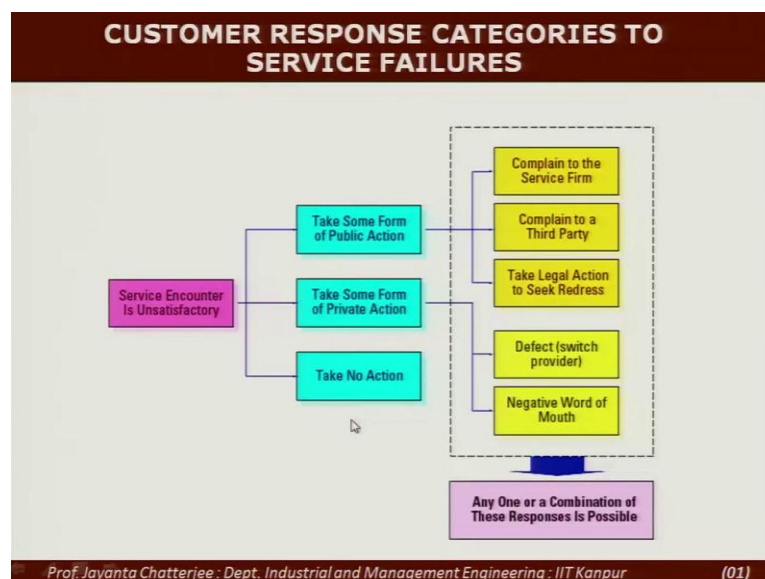 CUSTOMER RESPONSE CATEGORIES TO
SERVICE FAILURES
Service Encounter
Is Unsatisfactory
Take Some Form
of Public Action
Take Some Form
of Private Action
Take No Action
Complain to the
Service Firm
Complain to a
Third Party
Take Legal Action
to Seek Redress
Defect (switch
provider)
Negative Word of
Mouth
Any One or a Combination of
These Responses Is Possible
Prof. Jayanta Chatterjee : Dept. Industrial and Management Engineering : IIT Kanpur (01)